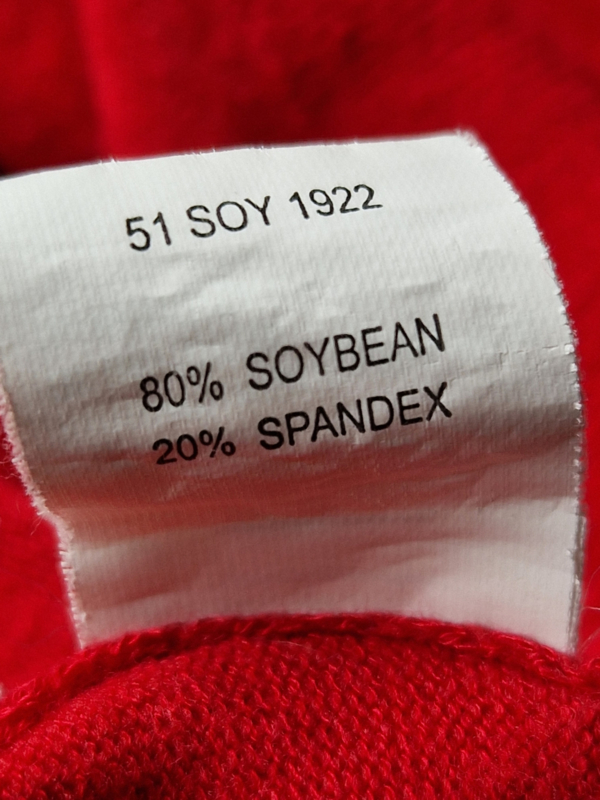 51 SOY 1922
80% SOYBEAN
20% SPANDEX